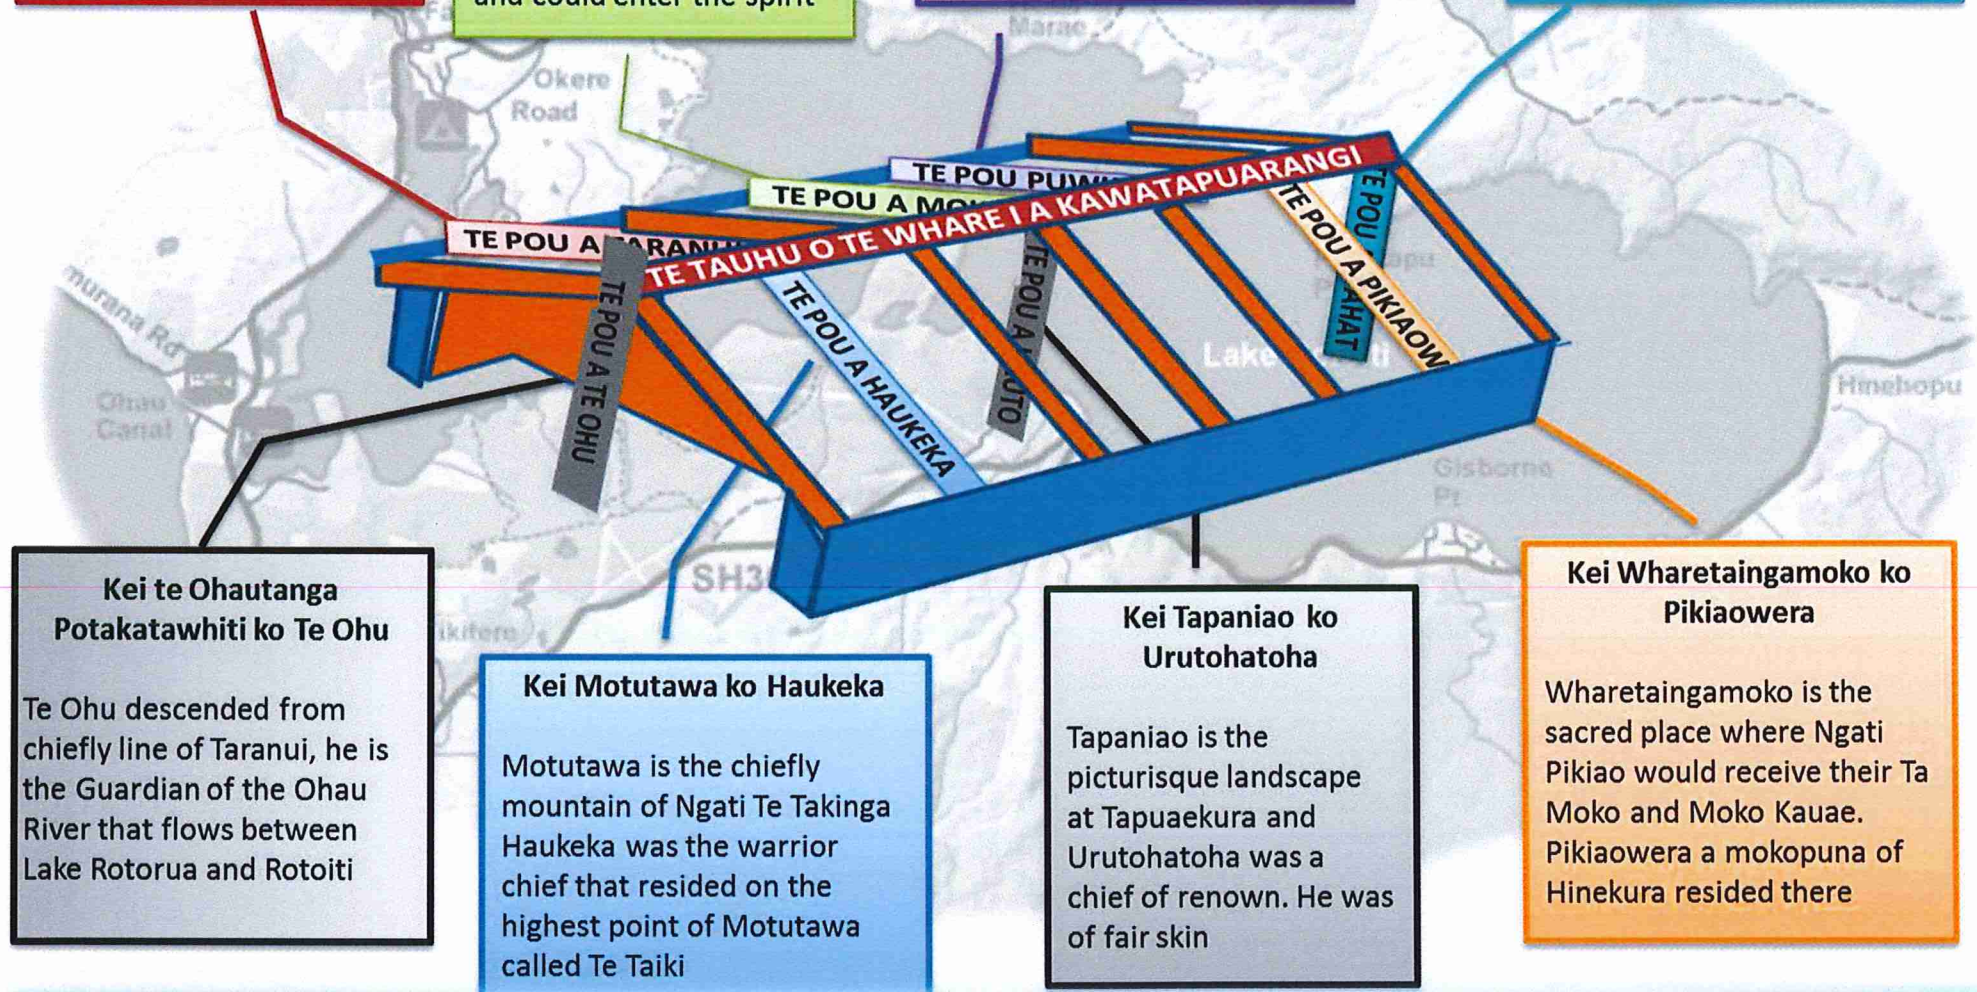 and could enter the spirit
Marae
Okere
Road
TE POU
TE POU A
TE POU A
TE TAUHU O TE WHARE I A KAWATAPUARANGI
TE POU A TE OHU
TE POU A HAUKEKA
TE POU A
TE POU A
TE POU
Lake
Ohau
Canal
Gisborne
Pt
SH3
Kei te Ohautanga
Potakatawhiti ko Te Ohu
Te Ohu descended from
chiefly line of Taranui, he is
the Guardian of the Ohau
River that flows between
Lake Rotorua and Rotoiti
Kei Motutawa ko Haukeka
Motutawa is the chiefly
mountain of Ngati Te Takinga
Haukeka was the warrior
chief that resided on the
highest point of Motutawa
called Te Taiki
Kei Tapaniao ko
Urutohatoha
Tapaniao is the
picturisque landscape
at Tapuaekura and
Urutohatoha was a
chief of renown. He was
of fair skin
Kei Wharetaingamoko ko
Pikiaowera
Wharetaingamoko is the
sacred place where Ngati
Pikiao would receive their Ta
Moko and Moko Kauae.
Pikiaowera a mokopuna of
Hinekura resided there